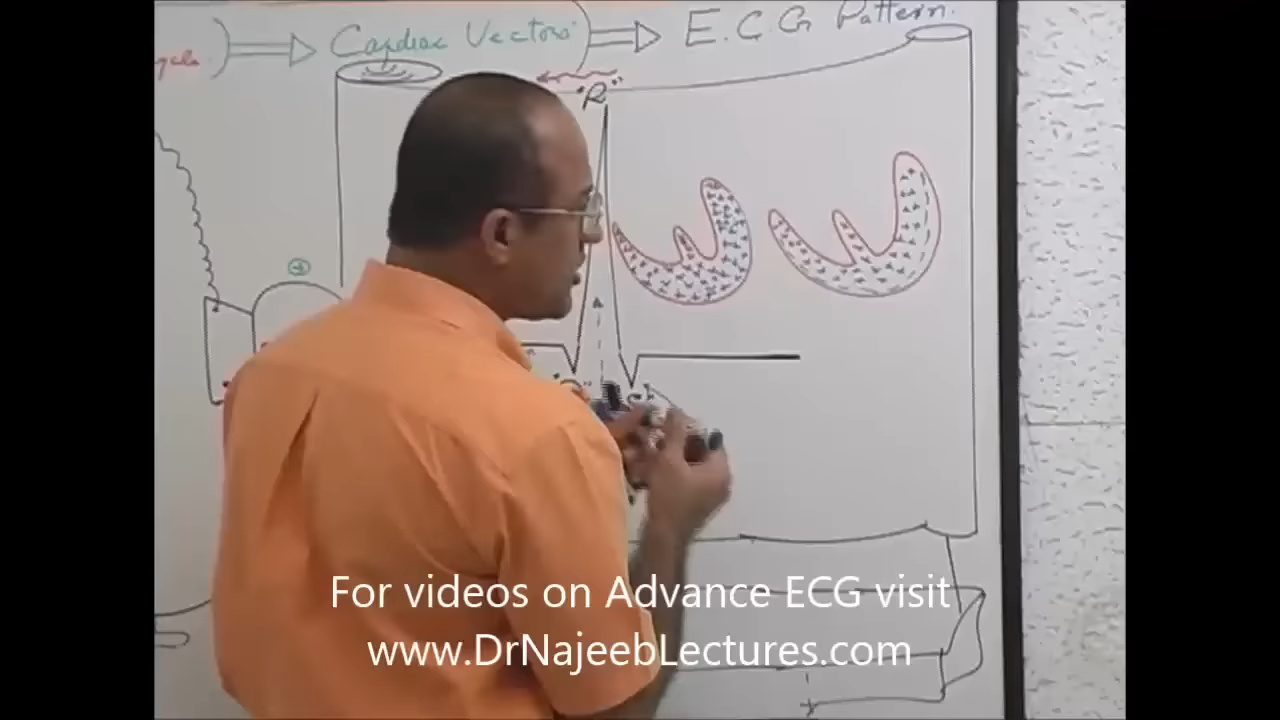 Cardiac Vectors
E.C.G Pattern.
"R"
+
For videos on Advance ECG visit
www.DrNajeebLectures.com